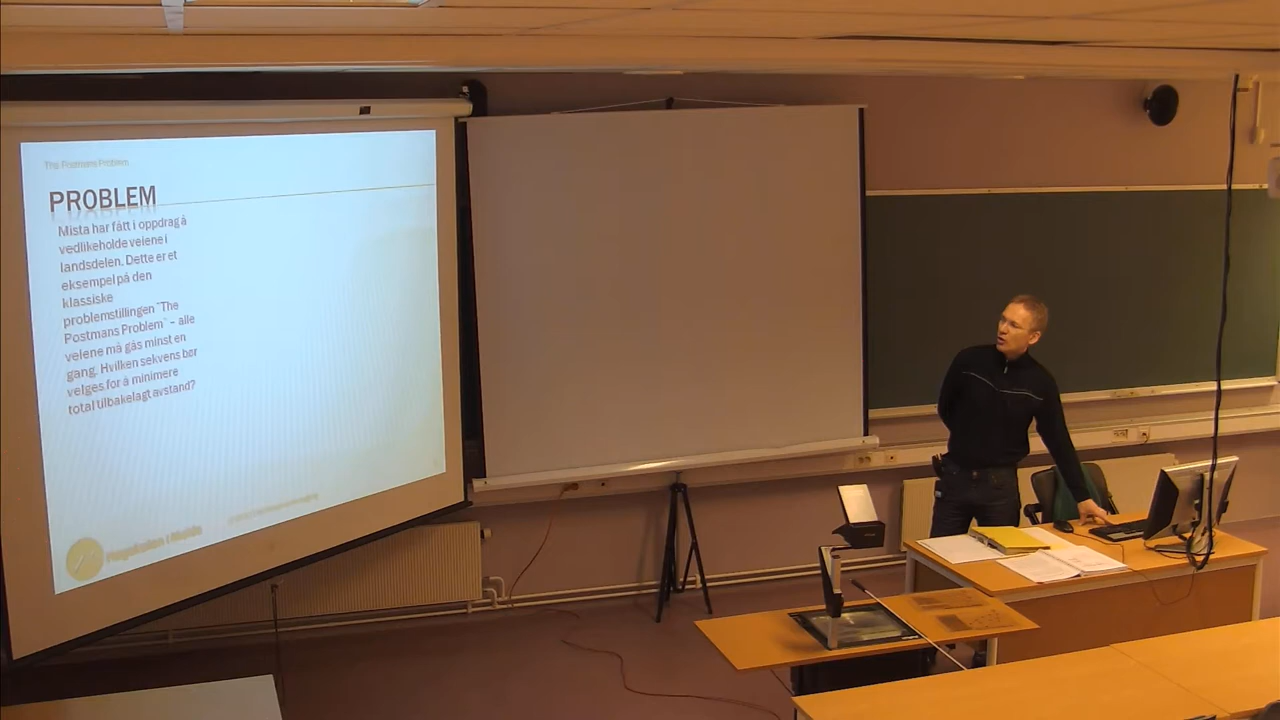 The Postmans Problem
PROBLEM
Mista har fått i oppdrag å
vedlikeholde veiene i
landsdelen. Dette er et
eksempel på den
klassiske
problemstillingen "The
Postmans Problem" – alle
veiene må gås minst en
gang. Hvilken sekvens bør
velges for å minimere
total tilbakelagt avstand?
Høgskolen i Molde